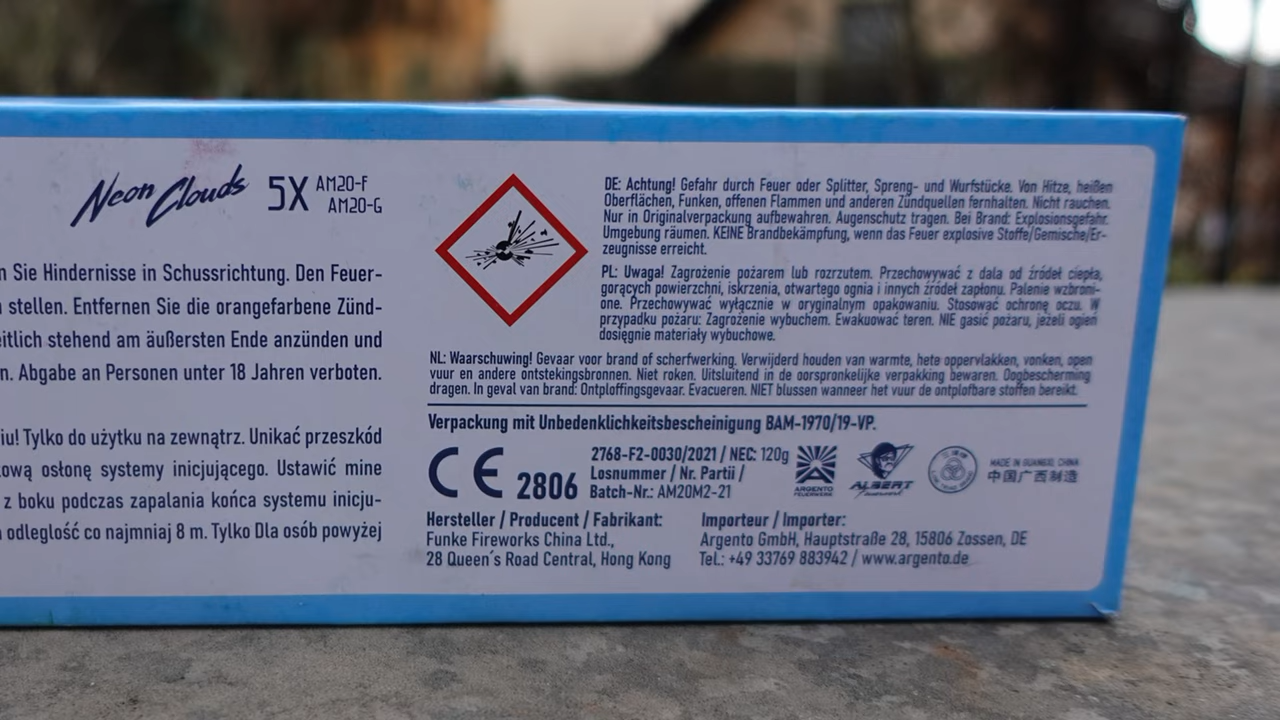 Neon Clouds 5X AM20-F
AM20-G
n Sie Hindernisse in Schussrichtung. Den Feuer-
stellen. Entfernen Sie die orangefarbene Zünd-
eitlich stehend am äußersten Ende anzünden und
n. Abgabe an Personen unter 18 Jahren verboten.
iu! Tylko do użytku na zewnątrz. Unikać przeszkód
ową osłonę systemy inicjującego. Ustawić mine
z boku podczas zapalania końca systemu inicju-
odległość co najmniej 8 m. Tylko Dla osób powyżej
DE: Achtung! Gefahr durch Feuer oder Splitter, Spreng- und Wurfstücke. Von Hitze, heißen
Oberflächen, Funken, offenen Flammen und anderen Zündquellen fernhalten. Nicht rauchen.
Nur in Originalverpackung aufbewahren. Augenschutz tragen. Bei Brand: Explosionsgefahr.
Umgebung räumen. KEINE Brandbekämpfung, wenn das Feuer explosive Stoffe/Gemische/Er-
zeugnisse erreicht.
PL: Uwaga! Zagrożenie pożarem lub rozrzutem. Przechowywać z dala od źródeł ciepła,
gorących powierzchni, iskrzenia, otwartego ognia i innych źródeł zapłonu. Palenie wzbroni-
one. Przechowywać wyłącznie w oryginalnym opakowaniu. Stosować ochronę oczu. W
przypadku pożaru: Zagrożenie wybuchem. Ewakuować teren. NIE gasić pożaru, jeżeli ogień
dosięgnie materiały wybuchowe.
NL: Waarschuwing! Gevaar voor brand of scherfwerking. Verwijderd houden van warmte, hete oppervlakken, vonken, open
vuur en andere ontstekingsbronnen. Niet roken. Uitsluitend in de oorspronkelijke verpakking bewaren. Oogbescherming
dragen. In geval van brand: Ontploffingsgevaar. Evacueren. NIET blussen wanneer het vuur de ontplofbare stoffen bereikt.
Verpackung mit Unbedenklichkeitsbescheinigung BAM-1970/19-VP.
CE 2806
2768-F2-0030/2021 / NEC: 120g
Losnummer / Nr. Partii /
Batch-Nr.: AM20M2-21
ARGENTO
FEUERWERK
ALBERT
MADE IN GUANGXI, CHINA
中国广西制造
Hersteller / Producent / Fabrikant:
Funke Fireworks China Ltd.,
28 Queen´s Road Central, Hong Kong
Importeur / Importer:
Argento GmbH, Hauptstraße 28, 15806 Zossen, DE
Tel.: +49 33769 883942 / www.argento.de